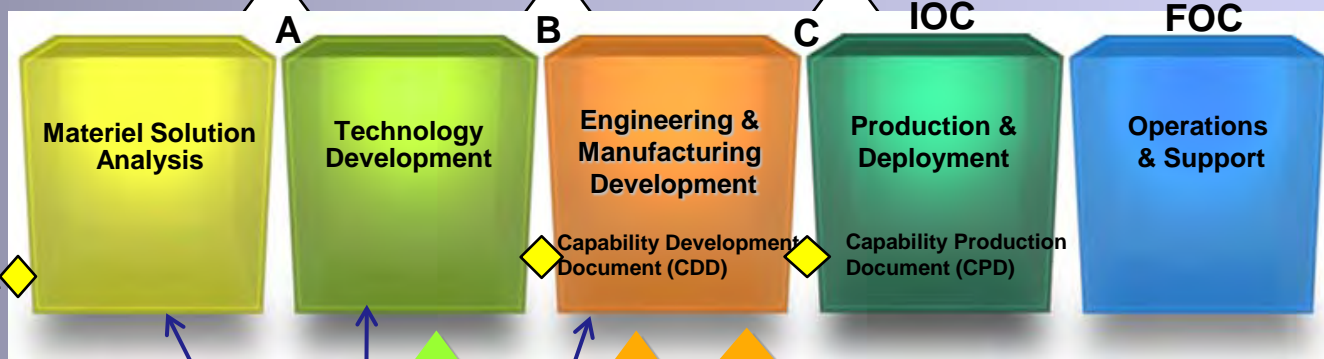 A
B
C
IOC
FOC
Materiel Solution
Analysis
Technology
Development
Engineering &
Manufacturing
Development
Production &
Deployment
Operations
& Support
Capability Development
Document (CDD)
Capability Production
Document (CPD)